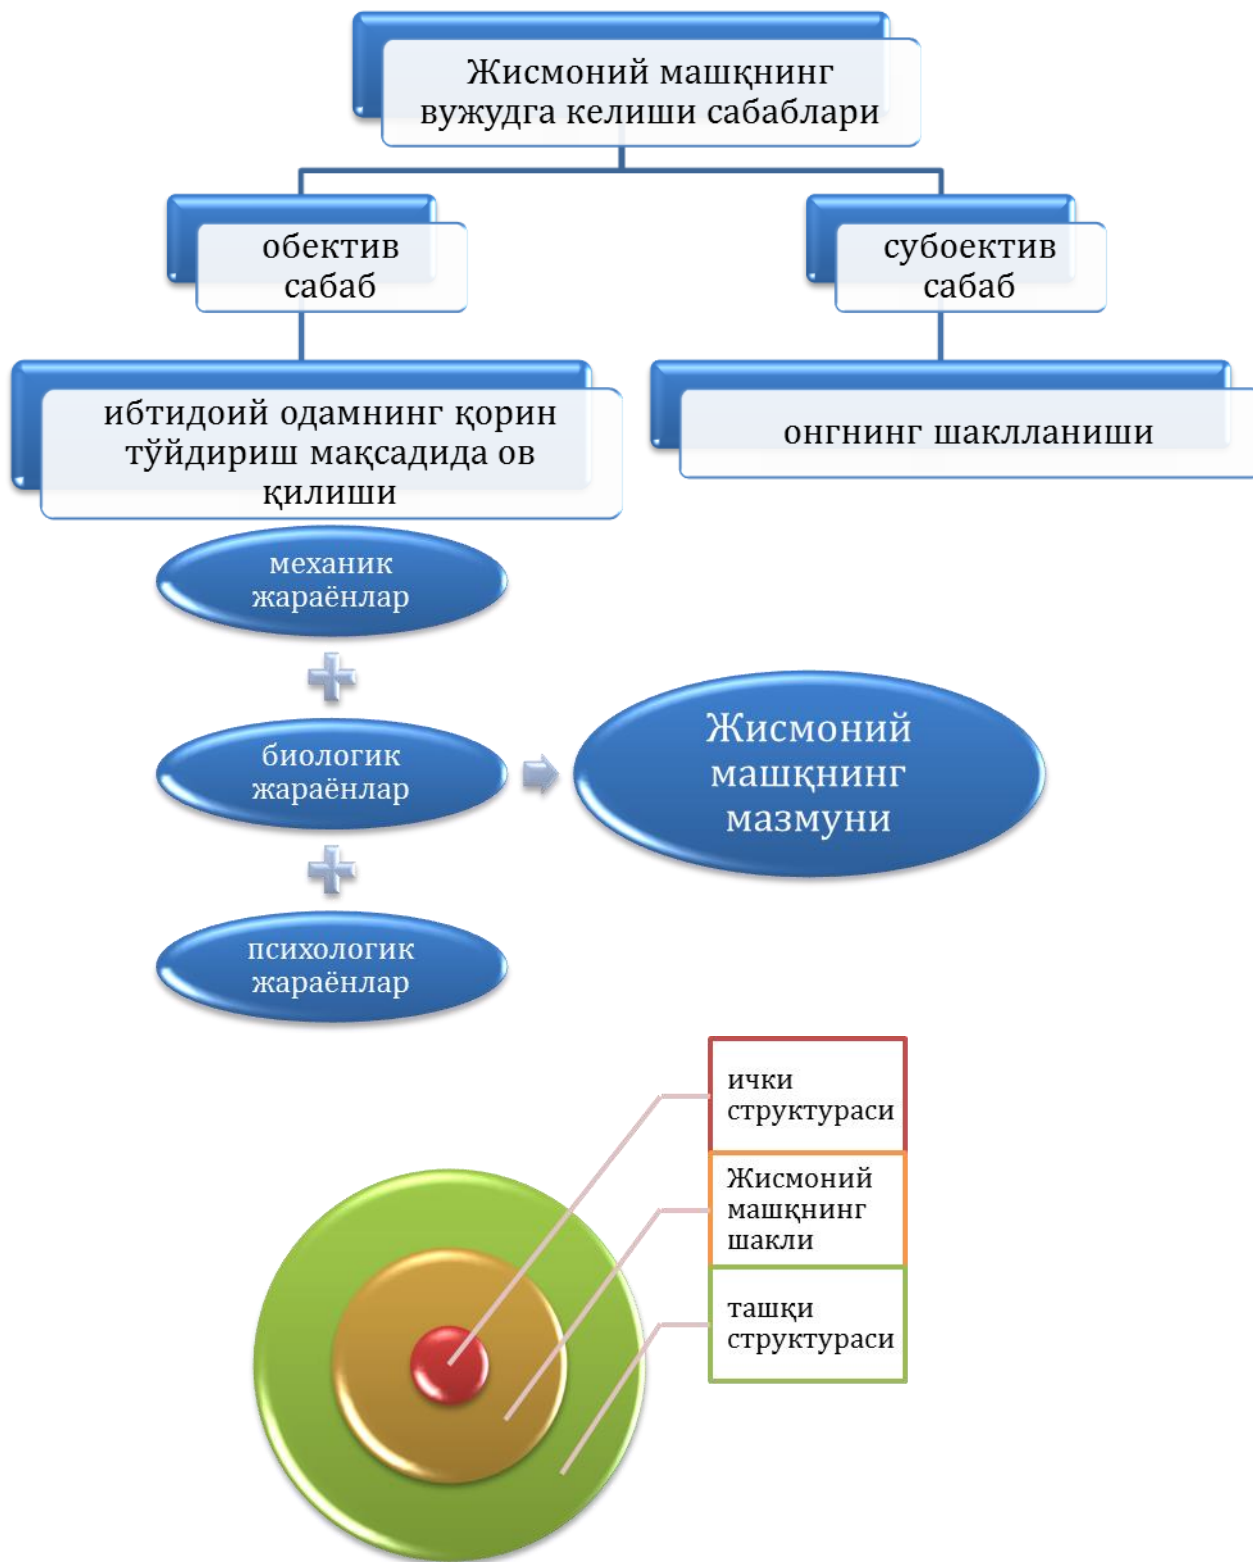 Жисмоний машқнинг
вужудга келиши сабаблари
обектив
сабаб
субоектив
сабаб
ибтидоий одамнинг қорин
тўйдириш мақсадида ов
қилиши
онгнинг шаклланиши
механик
жараёнлар
биологик
жараёнлар
Жисмоний
машқнинг
мазмуни
психологик
жараёнлар
ички
структураси
Жисмоний
машқнинг
шакли
ташқи
структураси